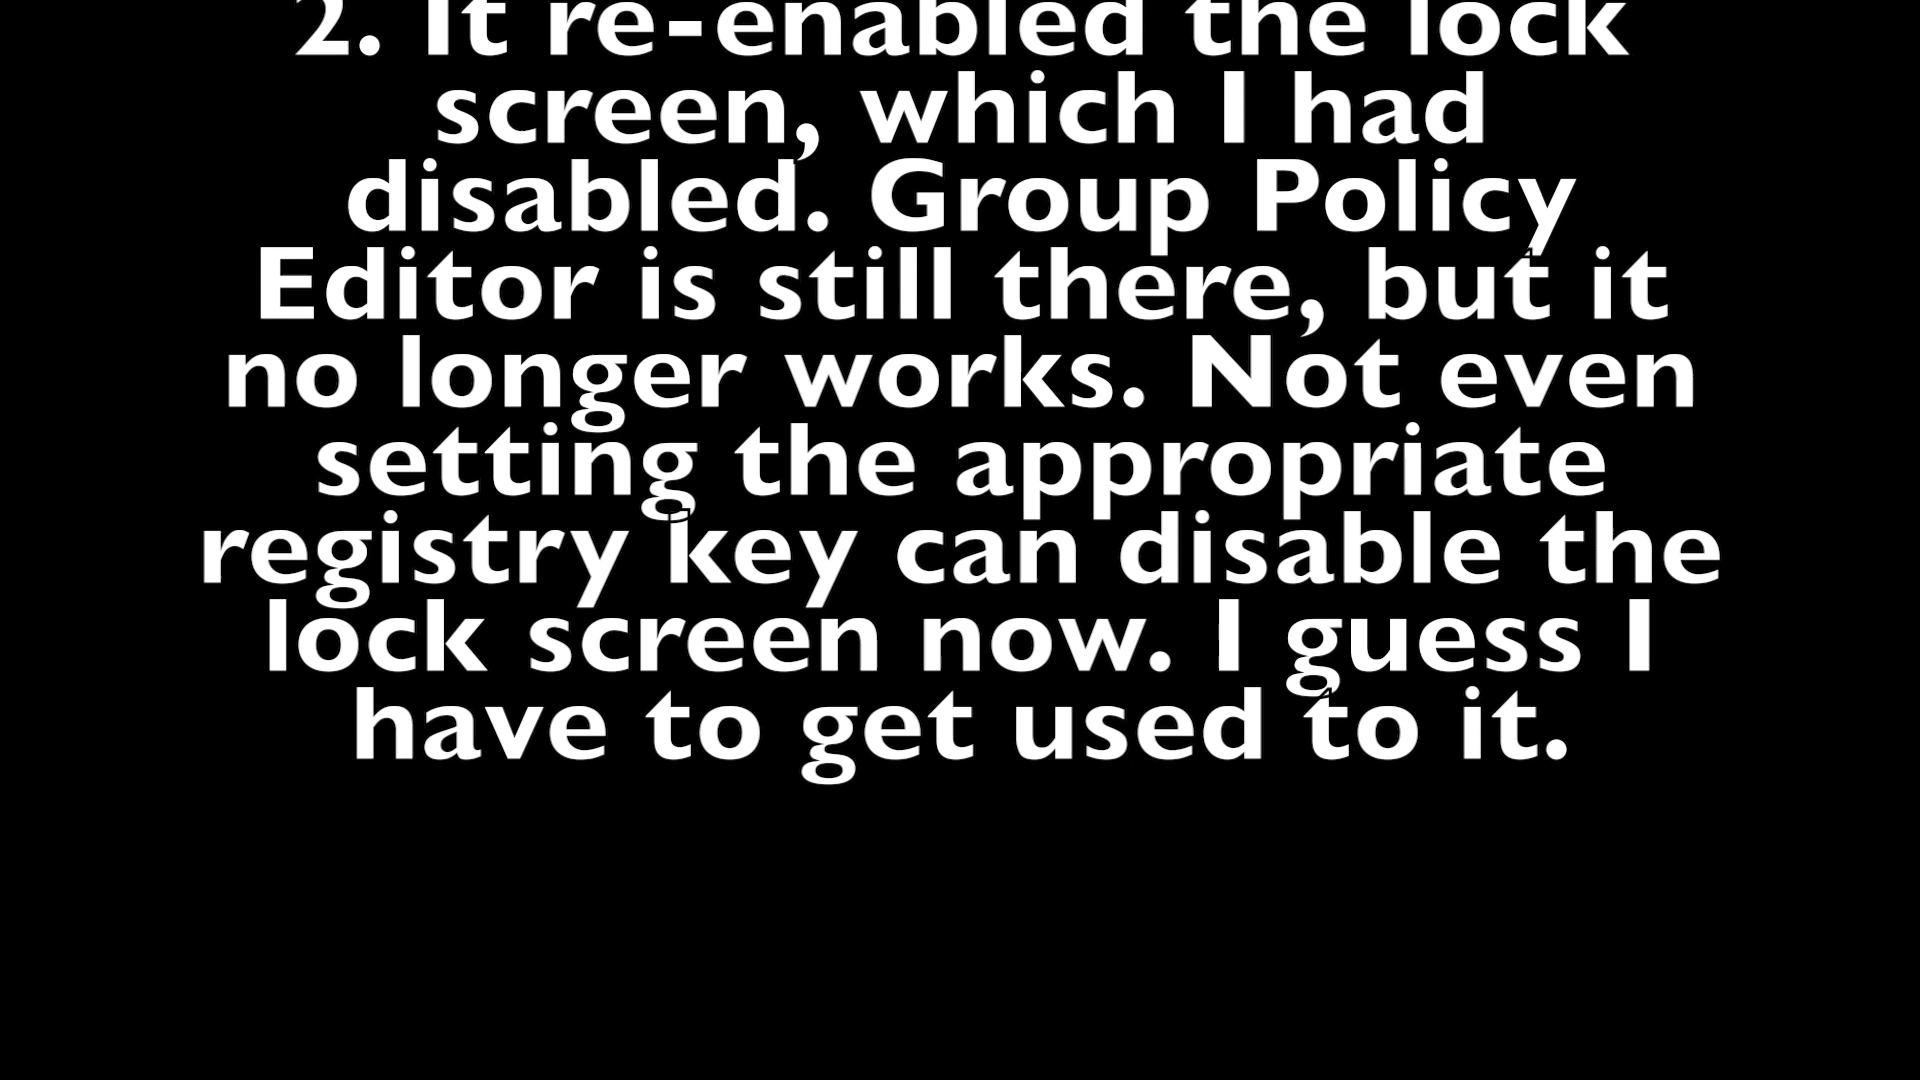 2. It re-enabled the lock
screen, which I had
disabled. Group Policy
Editor is still there, but it
no longer works. Not even
setting the appropriate
registry key can disable the
lock screen now. I guess I
have to get used to it.